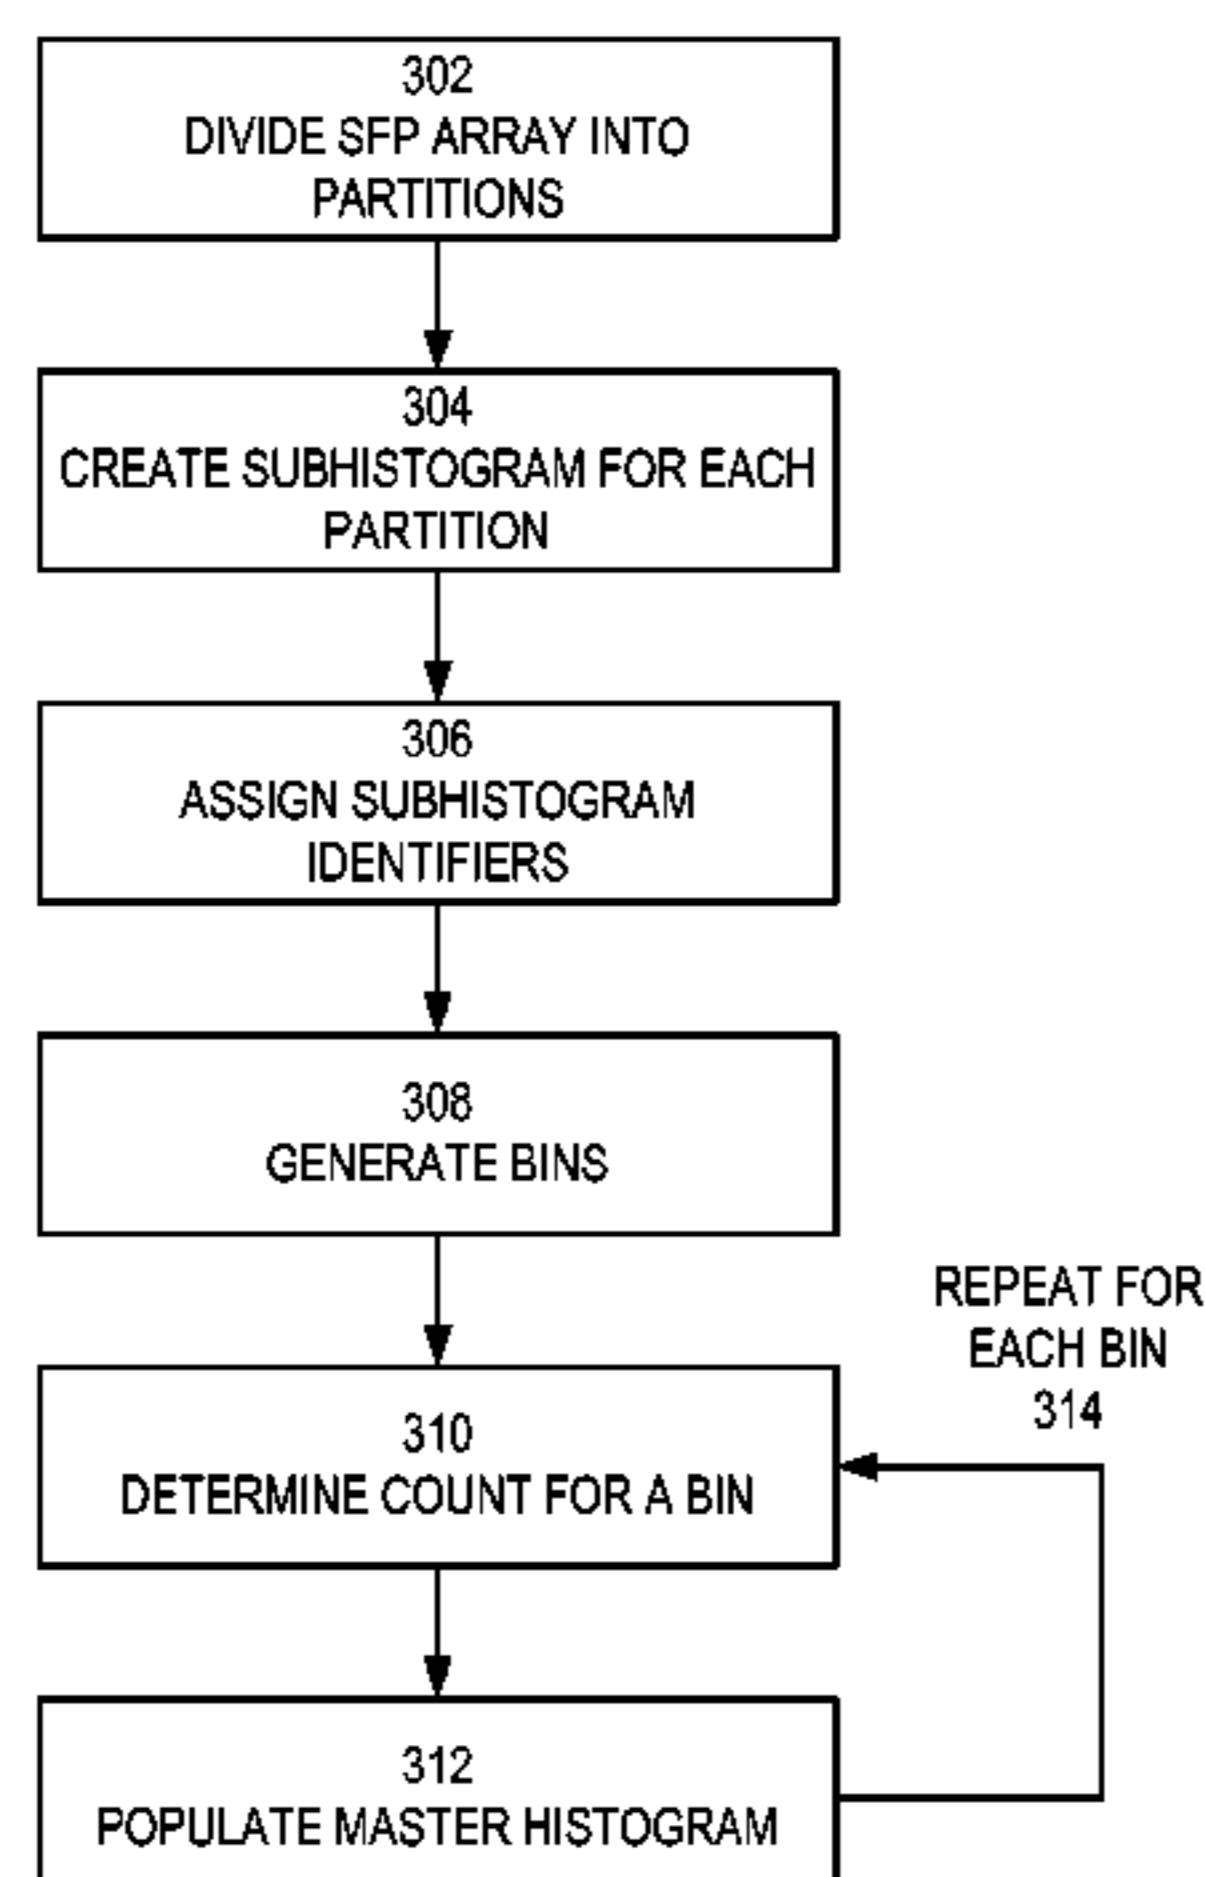 302
DIVIDE SFP ARRAY INTO
PARTITIONS
304
CREATE SUBHISTOGRAM FOR EACH
PARTITION
306
ASSIGN SUBHISTOGRAM
IDENTIFIERS
308
GENERATE BINS
REPEAT FOR
EACH BIN
314
310
DETERMINE COUNT FOR A BIN
312
POPULATE MASTER HISTOGRAM